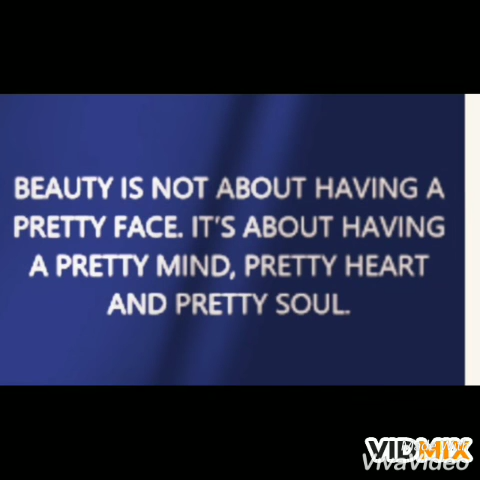 BEAUTY IS NOT ABOUT HAVING A
PRETTY FACE. IT'S ABOUT HAVING
A PRETTY MIND, PRETTY HEART
AND PRETTY SOUL.
VIDMIX
VivaVideo